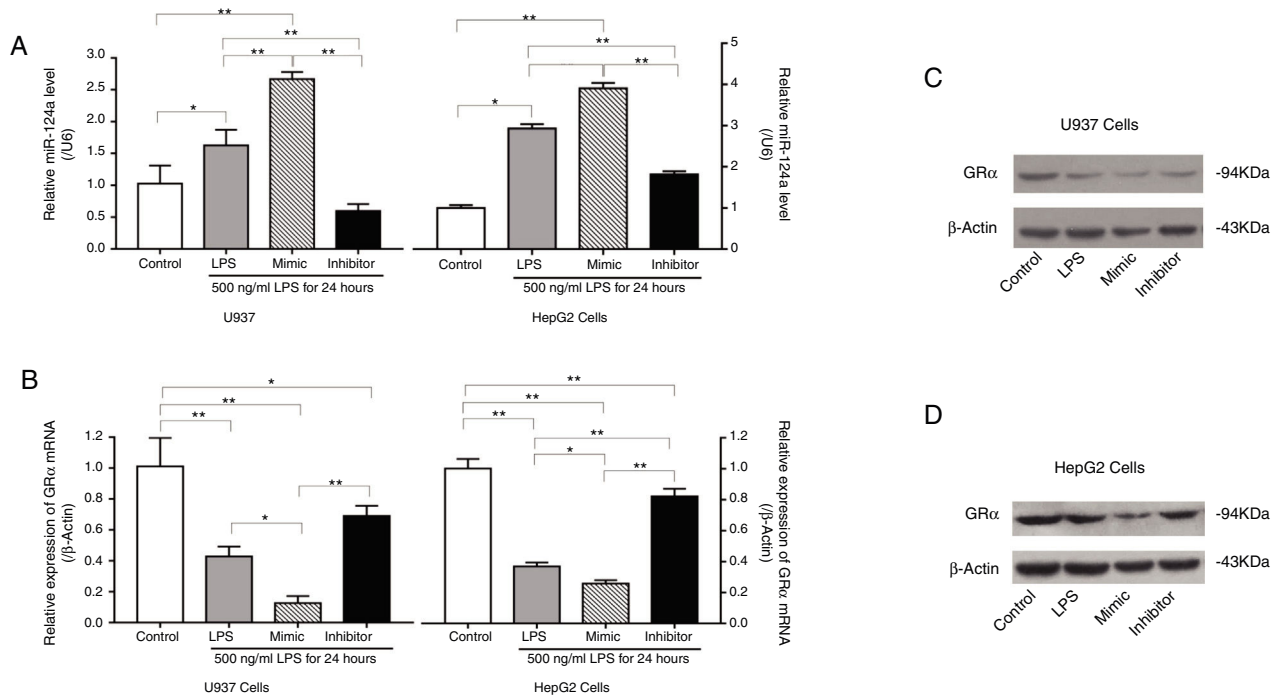 A
**
**
**
**
*
Relative miR-124a level
(/U6)
3.0
2.5
2.0
1.5
1.0
0.5
0.0
Control
LPS
Mimic
Inhibitor
500 ng/ml LPS for 24 hours
U937
**
**
**
*
5
4
3
2
1
0
Relative miR-124a level
(/U6)
Control
LPS
Mimic
Inhibitor
500 ng/ml LPS for 24 hours
HepG2 Cells
B
*
**
**
**
*
Relative expression of GRα mRNA
(/β-Actin)
1.2
1.0
0.8
0.6
0.4
0.2
0.0
Control
LPS
Mimic
Inhibitor
500 ng/ml LPS for 24 hours
U937 Cells
**
**
**
**
*
**
1.2
1.0
0.8
0.6
0.4
0.2
0.0
Relative expression of GRα mRNA
(/β-Actin)
Control
LPS
Mimic
Inhibitor
500 ng/ml LPS for 24 hours
HepG2 Cells
C
U937 Cells
GRα
-94KDa
β-Actin
-43KDa
Control
LPS
Mimic
Inhibitor
D
HepG2 Cells
GRα
-94KDa
β-Actin
-43KDa
Control
LPS
Mimic
Inhibitor